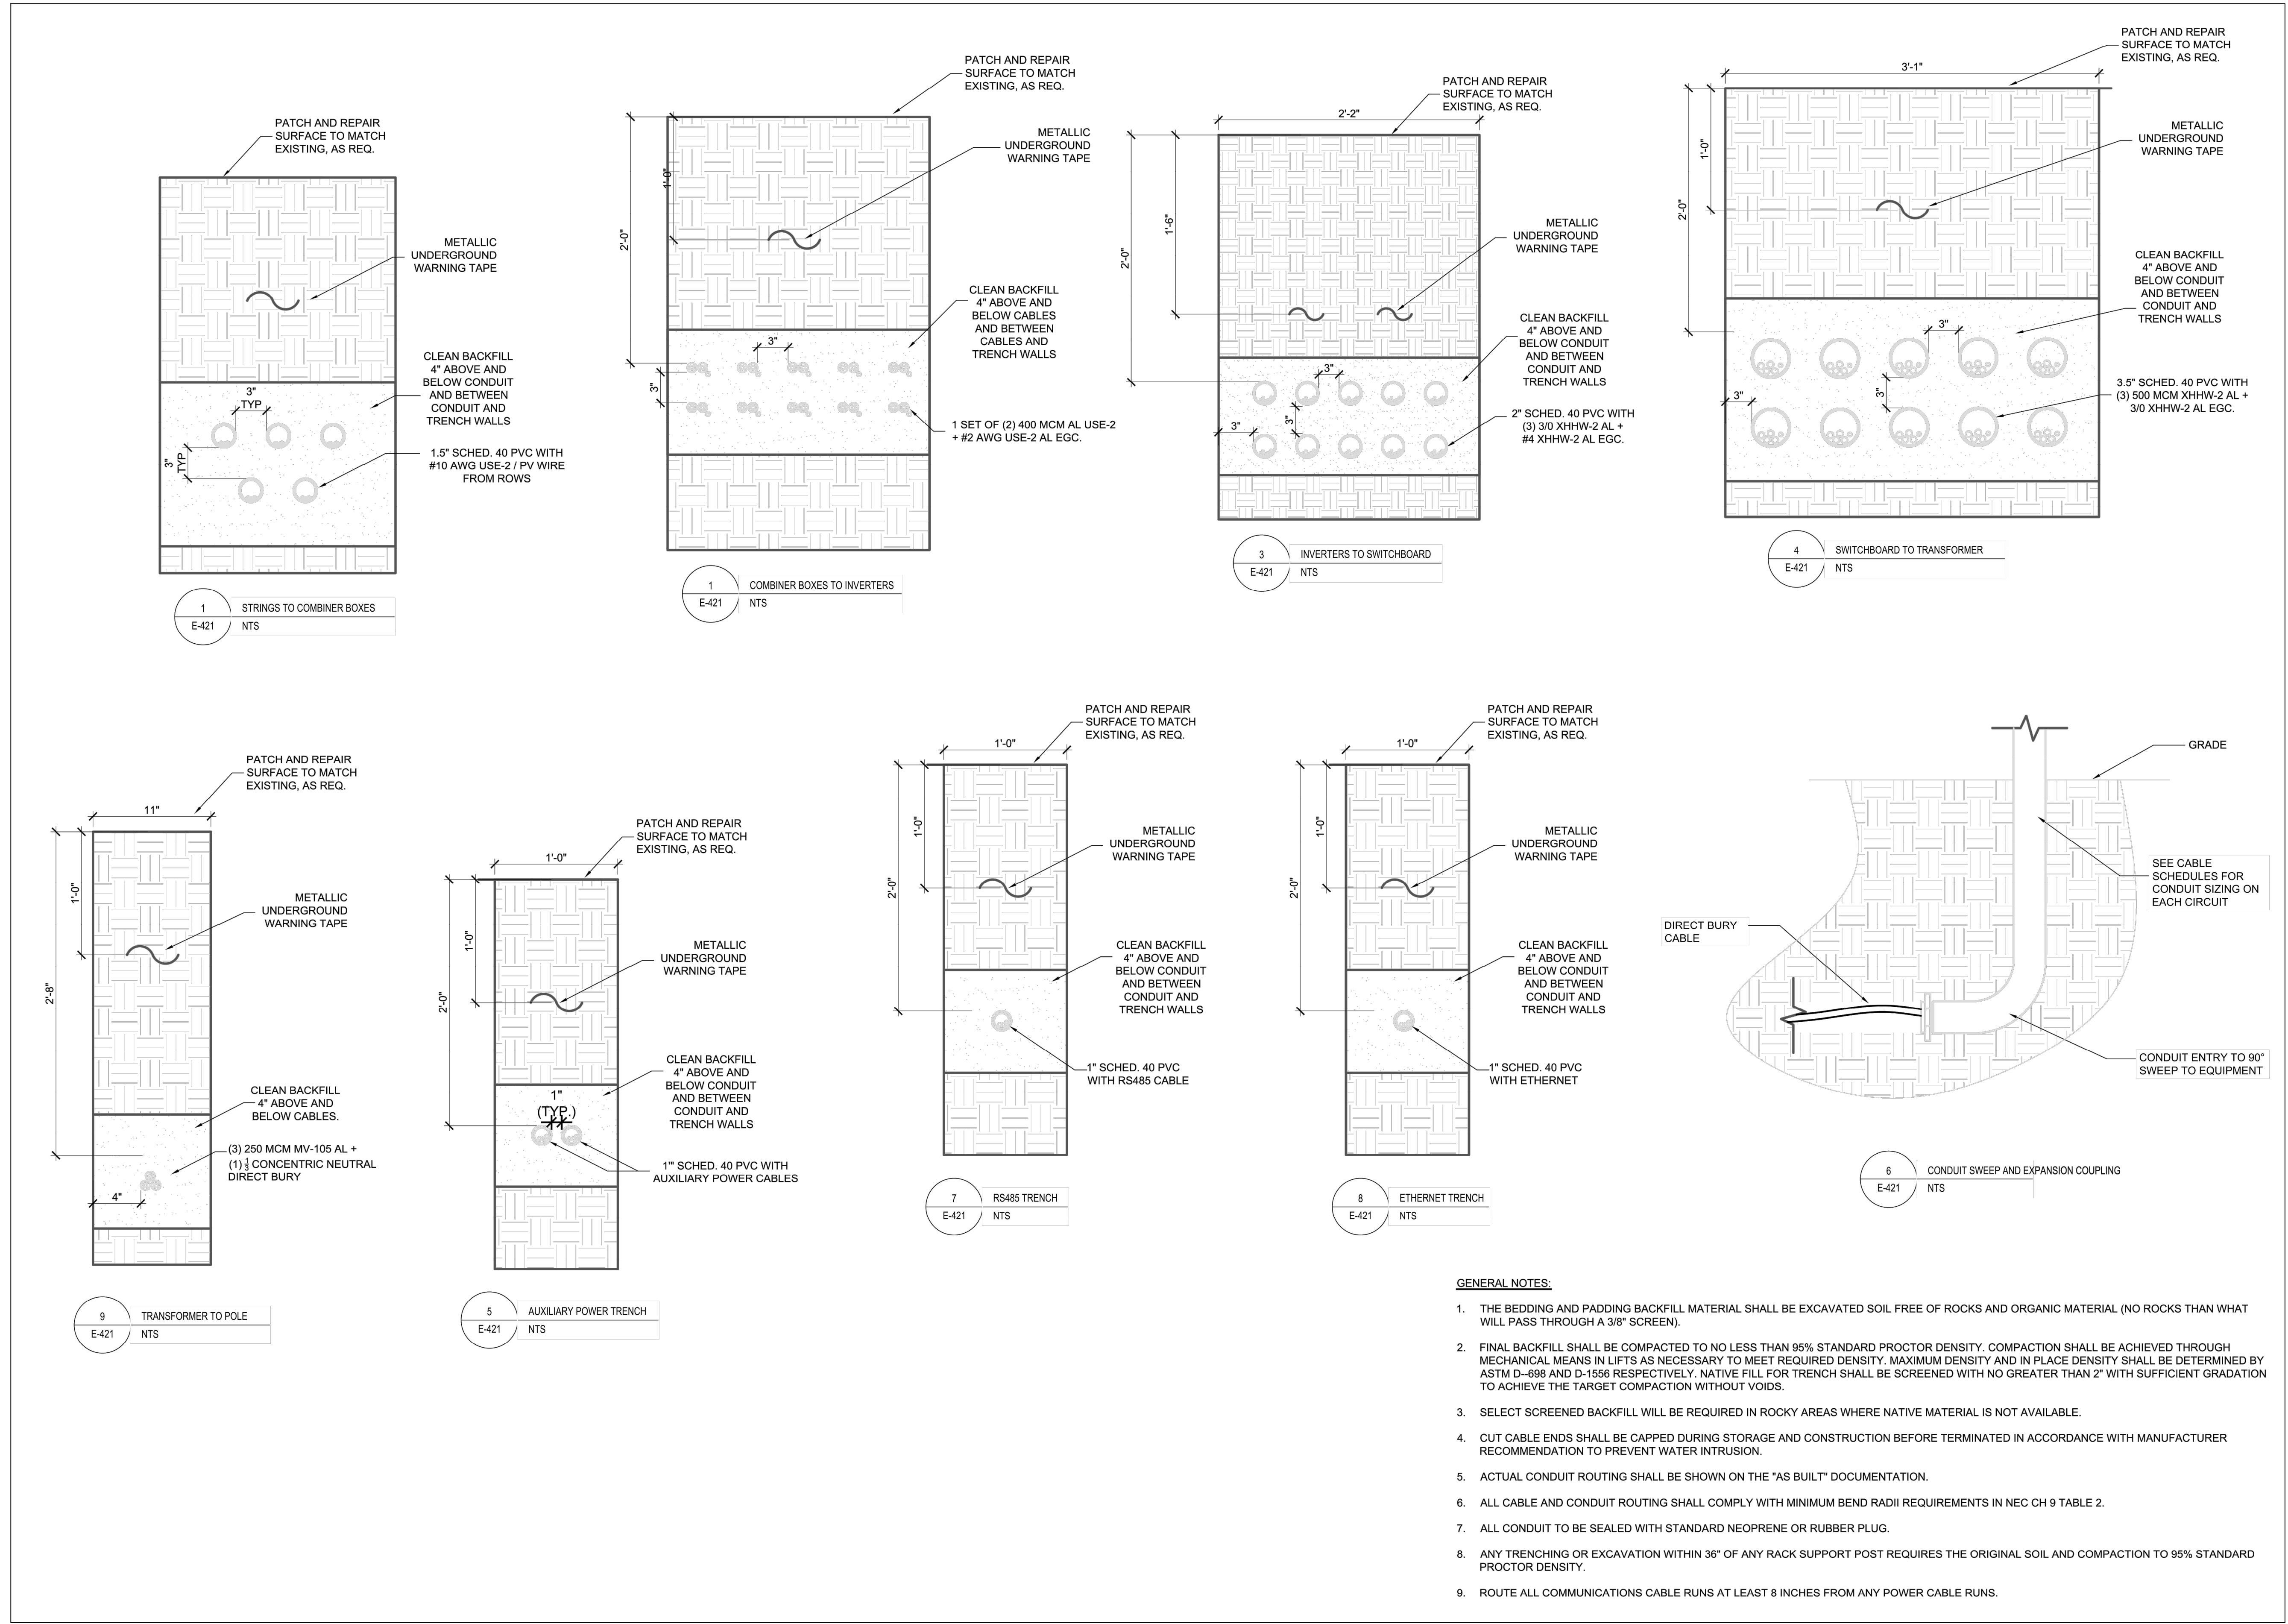 PATCH AND REPAIR
SURFACE TO MATCH
EXISTING, AS REQ.
METALLIC
UNDERGROUND
WARNING TAPE
CLEAN BACKFILL
4" ABOVE AND
BELOW CONDUIT
AND BETWEEN
CONDUIT AND
TRENCH WALLS
3"
TYP
3"
TYP
1.5" SCHED. 40 PVC WITH
#10 AWG USE-2 / PV WIRE
FROM ROWS
1
E-421
STRINGS TO COMBINER BOXES
NTS
PATCH AND REPAIR
SURFACE TO MATCH
EXISTING, AS REQ.
METALLIC
UNDERGROUND
WARNING TAPE
1'-0"
2'-0"
CLEAN BACKFILL
4" ABOVE AND
BELOW CABLES
AND BETWEEN
CABLES AND
TRENCH WALLS
3"
3"
1 SET OF (2) 400 MCM AL USE-2
+ #2 AWG USE-2 AL EGC.
1
E-421
COMBINER BOXES TO INVERTERS
NTS
PATCH AND REPAIR
SURFACE TO MATCH
EXISTING, AS REQ.
2'-2"
1'-6"
2'-0"
METALLIC
UNDERGROUND
WARNING TAPE
CLEAN BACKFILL
4" ABOVE AND
BELOW CONDUIT
AND BETWEEN
CONDUIT AND
TRENCH WALLS
3"
3"
3"
2" SCHED. 40 PVC WITH
(3) 3/0 XHHW-2 AL +
#4 XHHW-2 AL EGC.
3
E-421
INVERTERS TO SWITCHBOARD
NTS
PATCH AND REPAIR
SURFACE TO MATCH
EXISTING, AS REQ.
3'-1"
1'-0"
2'-0"
METALLIC
UNDERGROUND
WARNING TAPE
CLEAN BACKFILL
4" ABOVE AND
BELOW CONDUIT
AND BETWEEN
CONDUIT AND
TRENCH WALLS
3"
3"
3"
3.5" SCHED. 40 PVC WITH
(3) 500 MCM XHHW-2 AL +
3/0 XHHW-2 AL EGC.
4
E-421
SWITCHBOARD TO TRANSFORMER
NTS
PATCH AND REPAIR
SURFACE TO MATCH
EXISTING, AS REQ.
11"
1'-0"
2'-8"
METALLIC
UNDERGROUND
WARNING TAPE
CLEAN BACKFILL
4" ABOVE AND
BELOW CABLES.
(3) 250 MCM MV-105 AL +
(1) 1/3 CONCENTRIC NEUTRAL
DIRECT BURY
4"
9
E-421
TRANSFORMER TO POLE
NTS
PATCH AND REPAIR
SURFACE TO MATCH
EXISTING, AS REQ.
1'-0"
1'-0"
2'-0"
METALLIC
UNDERGROUND
WARNING TAPE
CLEAN BACKFILL
4" ABOVE AND
BELOW CONDUIT
AND BETWEEN
CONDUIT AND
TRENCH WALLS
1"
(TYP.)
1'" SCHED. 40 PVC WITH
AUXILIARY POWER CABLES
5
E-421
AUXILIARY POWER TRENCH
NTS
PATCH AND REPAIR
SURFACE TO MATCH
EXISTING, AS REQ.
1'-0"
1'-0"
2'-0"
METALLIC
UNDERGROUND
WARNING TAPE
CLEAN BACKFILL
4" ABOVE AND
BELOW CONDUIT
AND BETWEEN
CONDUIT AND
TRENCH WALLS
1" SCHED. 40 PVC
WITH RS485 CABLE
7
E-421
RS485 TRENCH
NTS
PATCH AND REPAIR
SURFACE TO MATCH
EXISTING, AS REQ.
1'-0"
1'-0"
2'-0"
METALLIC
UNDERGROUND
WARNING TAPE
CLEAN BACKFILL
4" ABOVE AND
BELOW CONDUIT
AND BETWEEN
CONDUIT AND
TRENCH WALLS
1" SCHED. 40 PVC
WITH ETHERNET
8
E-421
ETHERNET TRENCH
NTS
GRADE
SEE CABLE
SCHEDULES FOR
CONDUIT SIZING ON
EACH CIRCUIT
DIRECT BURY
CABLE
CONDUIT ENTRY TO 90°
SWEEP TO EQUIPMENT
6
E-421
CONDUIT SWEEP AND EXPANSION COUPLING
NTS
GENERAL NOTES:
1. THE BEDDING AND PADDING BACKFILL MATERIAL SHALL BE EXCAVATED SOIL FREE OF ROCKS AND ORGANIC MATERIAL (NO ROCKS THAN WHAT
WILL PASS THROUGH A 3/8" SCREEN).
2. FINAL BACKFILL SHALL BE COMPACTED TO NO LESS THAN 95% STANDARD PROCTOR DENSITY. COMPACTION SHALL BE ACHIEVED THROUGH
MECHANICAL MEANS IN LIFTS AS NECESSARY TO MEET REQUIRED DENSITY. MAXIMUM DENSITY AND IN PLACE DENSITY SHALL BE DETERMINED BY
ASTM D--698 AND D-1556 RESPECTIVELY. NATIVE FILL FOR TRENCH SHALL BE SCREENED WITH NO GREATER THAN 2" WITH SUFFICIENT GRADATION
TO ACHIEVE THE TARGET COMPACTION WITHOUT VOIDS.
3. SELECT SCREENED BACKFILL WILL BE REQUIRED IN ROCKY AREAS WHERE NATIVE MATERIAL IS NOT AVAILABLE.
4. CUT CABLE ENDS SHALL BE CAPPED DURING STORAGE AND CONSTRUCTION BEFORE TERMINATED IN ACCORDANCE WITH MANUFACTURER
RECOMMENDATION TO PREVENT WATER INTRUSION.
5. ACTUAL CONDUIT ROUTING SHALL BE SHOWN ON THE "AS BUILT" DOCUMENTATION.
6. ALL CABLE AND CONDUIT ROUTING SHALL COMPLY WITH MINIMUM BEND RADII REQUIREMENTS IN NEC CH 9 TABLE 2.
7. ALL CONDUIT TO BE SEALED WITH STANDARD NEOPRENE OR RUBBER PLUG.
8. ANY TRENCHING OR EXCAVATION WITHIN 36" OF ANY RACK SUPPORT POST REQUIRES THE ORIGINAL SOIL AND COMPACTION TO 95% STANDARD
PROCTOR DENSITY.
9. ROUTE ALL COMMUNICATIONS CABLE RUNS AT LEAST 8 INCHES FROM ANY POWER CABLE RUNS.